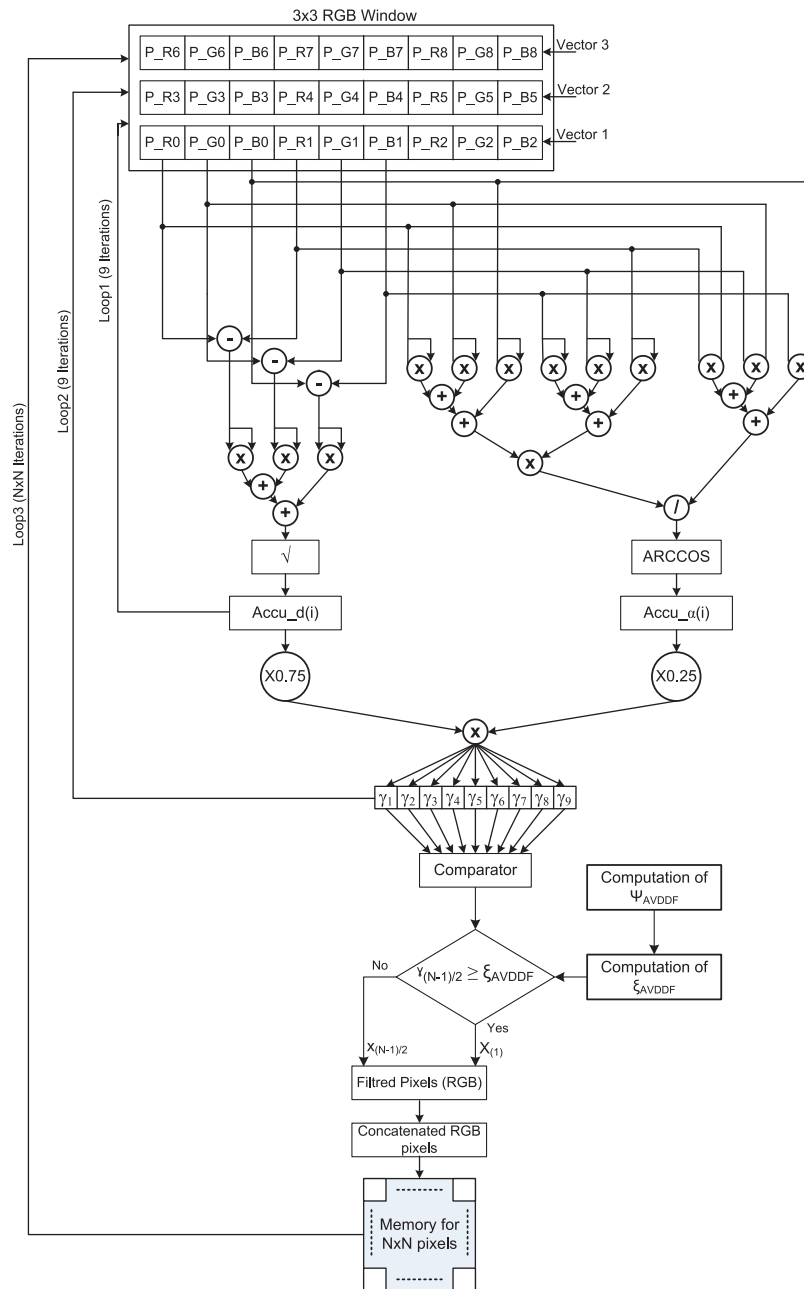 3x3 RGB Window
P_R6 P_G6 P_B6 P_R7 P_G7 P_B7 P_R8 P_G8 P_B8
Vector 3
P_R3 P_G3 P_B3 P_R4 P_G4 P_B4 P_R5 P_G5 P_B5
Vector 2
P_R0 P_G0 P_B0 P_R1 P_G1 P_B1 P_R2 P_G2 P_B2
Vector 1
Loop3 (NxN Iterations)
Loop2 (9 Iterations)
Loop1 (9 Iterations)
-
-
-
x x x x x x x x x
+ + +
+ + +
x x x
x
+
+
/
√
ARCCOS
Accu_d(i)
Accu_α(i)
X0.75
X0.25
x
γ1 γ2 γ3 γ4 γ5 γ6 γ7 γ8 γ9
Comparator
Computation of
ΨAVDDF
γ(N-1)/2 ≥ ξAVDDF
Computation of
ξAVDDF
No
Yes
x(N-1)/2
X(1)
Filtred Pixels (RGB)
Concatenated RGB
pixels
Memory for
NxN pixels